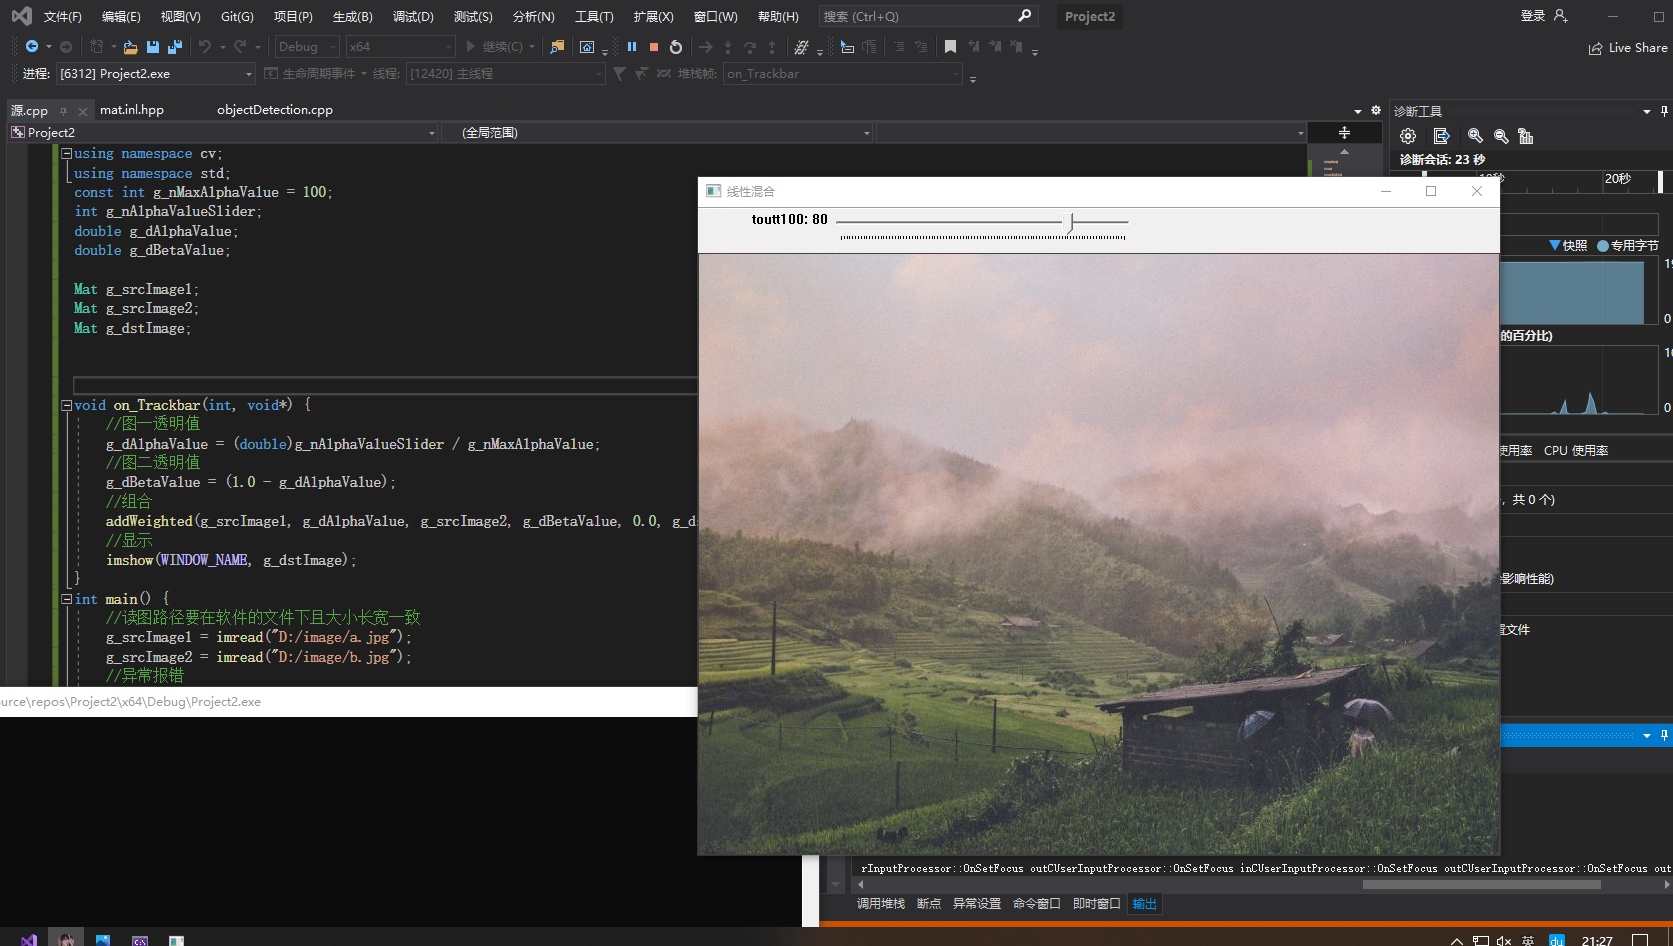 文件(F) 编辑(E) 视图(V) Git(G) 项目(P) 生成(B) 调试(D) 测试(S) 分析(N) 工具(T) 扩展(X) 窗口(W) 帮助(H) 搜索 (Ctrl+Q) Project2 登录
Debug x64 继续(C) Live Share
进程: [6312] Project2.exe 生命周期事件 线程: [12420] 主线程 堆栈帧: on_Trackbar
源.cpp mat.inl.hpp objectDetection.cpp
Project2 (全局范围)
诊断工具
诊断会话: 23 秒
20秒
using namespace cv;
using namespace std;
const int g_nMaxAlphaValue = 100;
int g_nAlphaValueSlider;
double g_dAlphaValue;
double g_dBetaValue;
Mat g_srcImage1;
Mat g_srcImage2;
Mat g_dstImage;
void on_Trackbar(int, void*) {
//图一透明值
g_dAlphaValue = (double)g_nAlphaValueSlider / g_nMaxAlphaValue;
//图二透明值
g_dBetaValue = (1.0 - g_dAlphaValue);
//组合
addWeighted(g_srcImage1, g_dAlphaValue, g_srcImage2, g_dBetaValue, 0.0, g_ds
//显示
imshow(WINDOW_NAME, g_dstImage);
}
int main() {
//读图路径要在软件的文件下且大小长宽一致
g_srcImage1 = imread("D:/image/a.jpg");
g_srcImage2 = imread("D:/image/b.jpg");
//异常报错
urce\repos\Project2\x64\Debug\Project2.exe
线性混合
toutt100: 80
快照 专用字节
0
的百分比)
0
使用率 CPU 使用率
, 共 0 个)
影响性能)
置文件
rInputProcessor::OnSetFocus outCUserInputProcessor::OnSetFocus inCUserInputProcessor::OnSetFocus outCUserInputProcessor::OnSetFocus out
调用堆栈 断点 异常设置 命令窗口 即时窗口 输出
英 du 21:27